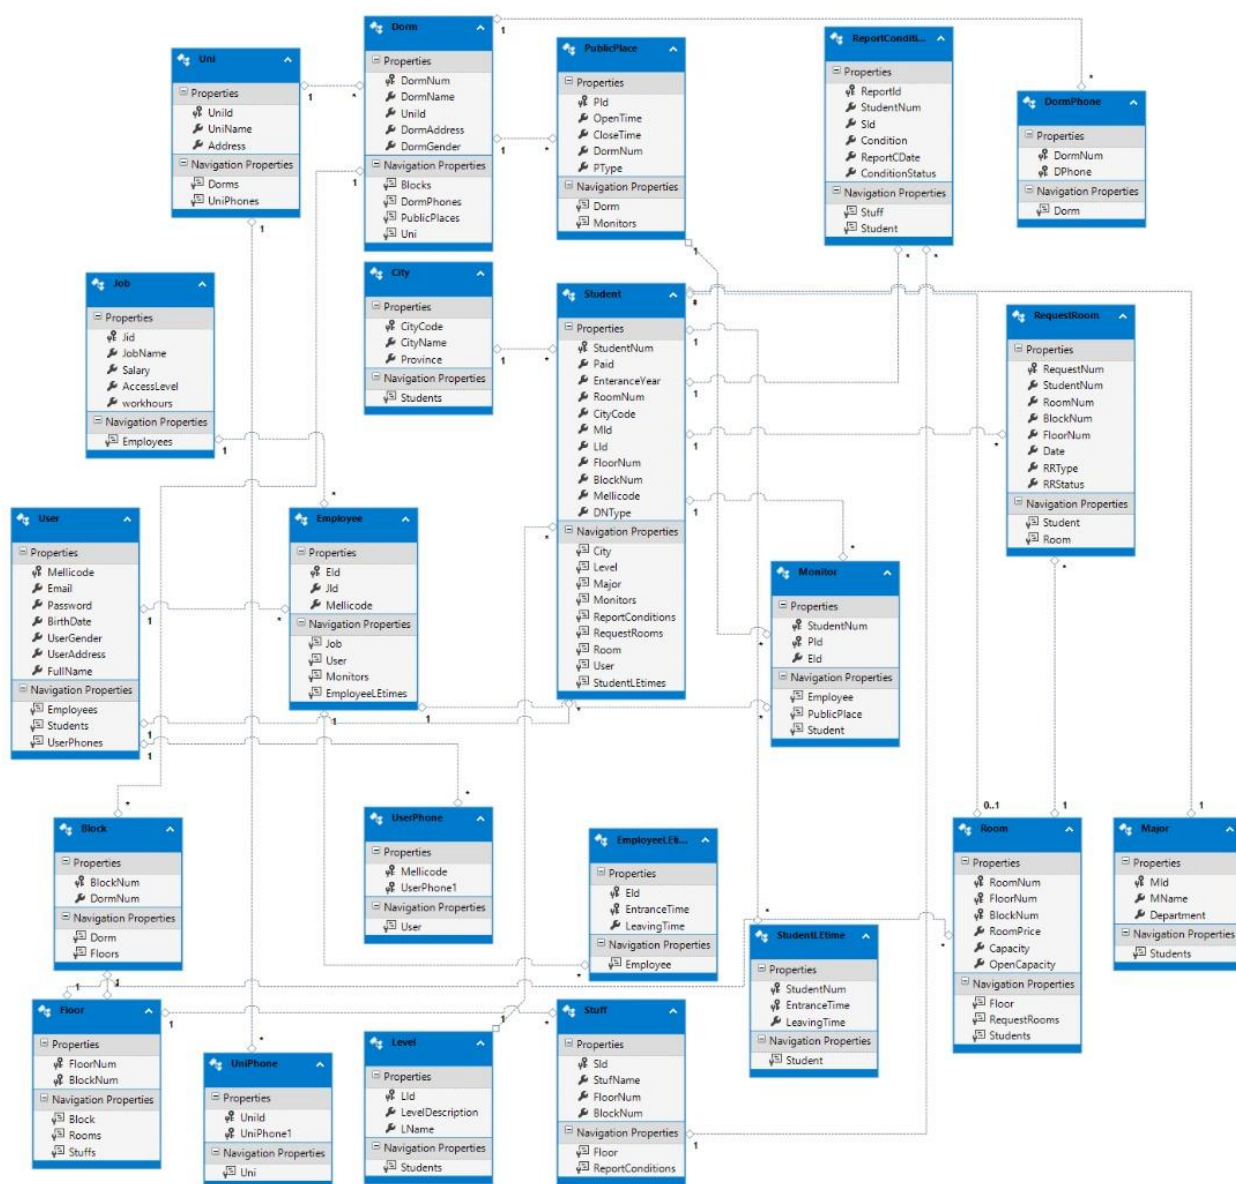 Uni
Properties
UniId
UniName
Address
Navigation Properties
Dorms
UniPhones
Dorm
Properties
DormNum
DormName
UniId
DormAddress
DormGender
Navigation Properties
Blocks
DormPhones
PublicPlaces
Uni
PublicPlace
Properties
PId
OpenTime
CloseTime
DormNum
PType
Navigation Properties
Dorm
Monitors
ReportConditi...
Properties
ReportId
StudentNum
SId
Condition
ReportCDate
ConditionStatus
Navigation Properties
Stuff
Student
DormPhone
Properties
DormNum
DPhone
Navigation Properties
Dorm
Job
Properties
Jid
JobName
Salary
AccessLevel
workhours
Navigation Properties
Employees
City
Properties
CityCode
CityName
Province
Navigation Properties
Students
Student
Properties
StudentNum
Paid
EnteranceYear
RoomNum
CityCode
MId
LId
FloorNum
BlockNum
Mellicode
DNType
Navigation Properties
City
Level
Major
Monitors
ReportConditions
RequestRooms
Room
User
StudentLEtimes
RequestRoom
Properties
RequestNum
StudentNum
RoomNum
BlockNum
FloorNum
Date
RRType
RRStatus
Navigation Properties
Student
Room
User
Properties
Mellicode
Email
Password
BirthDate
UserGender
UserAddress
FullName
Navigation Properties
Employees
Students
UserPhones
Employee
Properties
EId
JId
Mellicode
Navigation Properties
Job
User
Monitors
EmployeeLEtimes
Monitor
Properties
StudentNum
PId
EId
Navigation Properties
Employee
PublicPlace
Student
Block
Properties
BlockNum
DormNum
Navigation Properties
Dorm
Floors
UserPhone
Properties
Mellicode
UserPhone1
Navigation Properties
User
EmployeeLEti...
Properties
EId
EntranceTime
LeavingTime
Navigation Properties
Employee
StudentLEtime
Properties
StudentNum
EntranceTime
LeavingTime
Navigation Properties
Student
Room
Properties
RoomNum
FloorNum
BlockNum
RoomPrice
Capacity
OpenCapacity
Navigation Properties
Floor
RequestRooms
Students
0..1
Major
Properties
MId
MName
Department
Navigation Properties
Students
Floor
Properties
FloorNum
BlockNum
Navigation Properties
Block
Rooms
Stuffs
UniPhone
Properties
UniId
UniPhone1
Navigation Properties
Uni
Level
Properties
LId
LevelDescription
LName
Navigation Properties
Students
Stuff
Properties
SId
StufName
FloorNum
BlockNum
Navigation Properties
Floor
ReportConditions